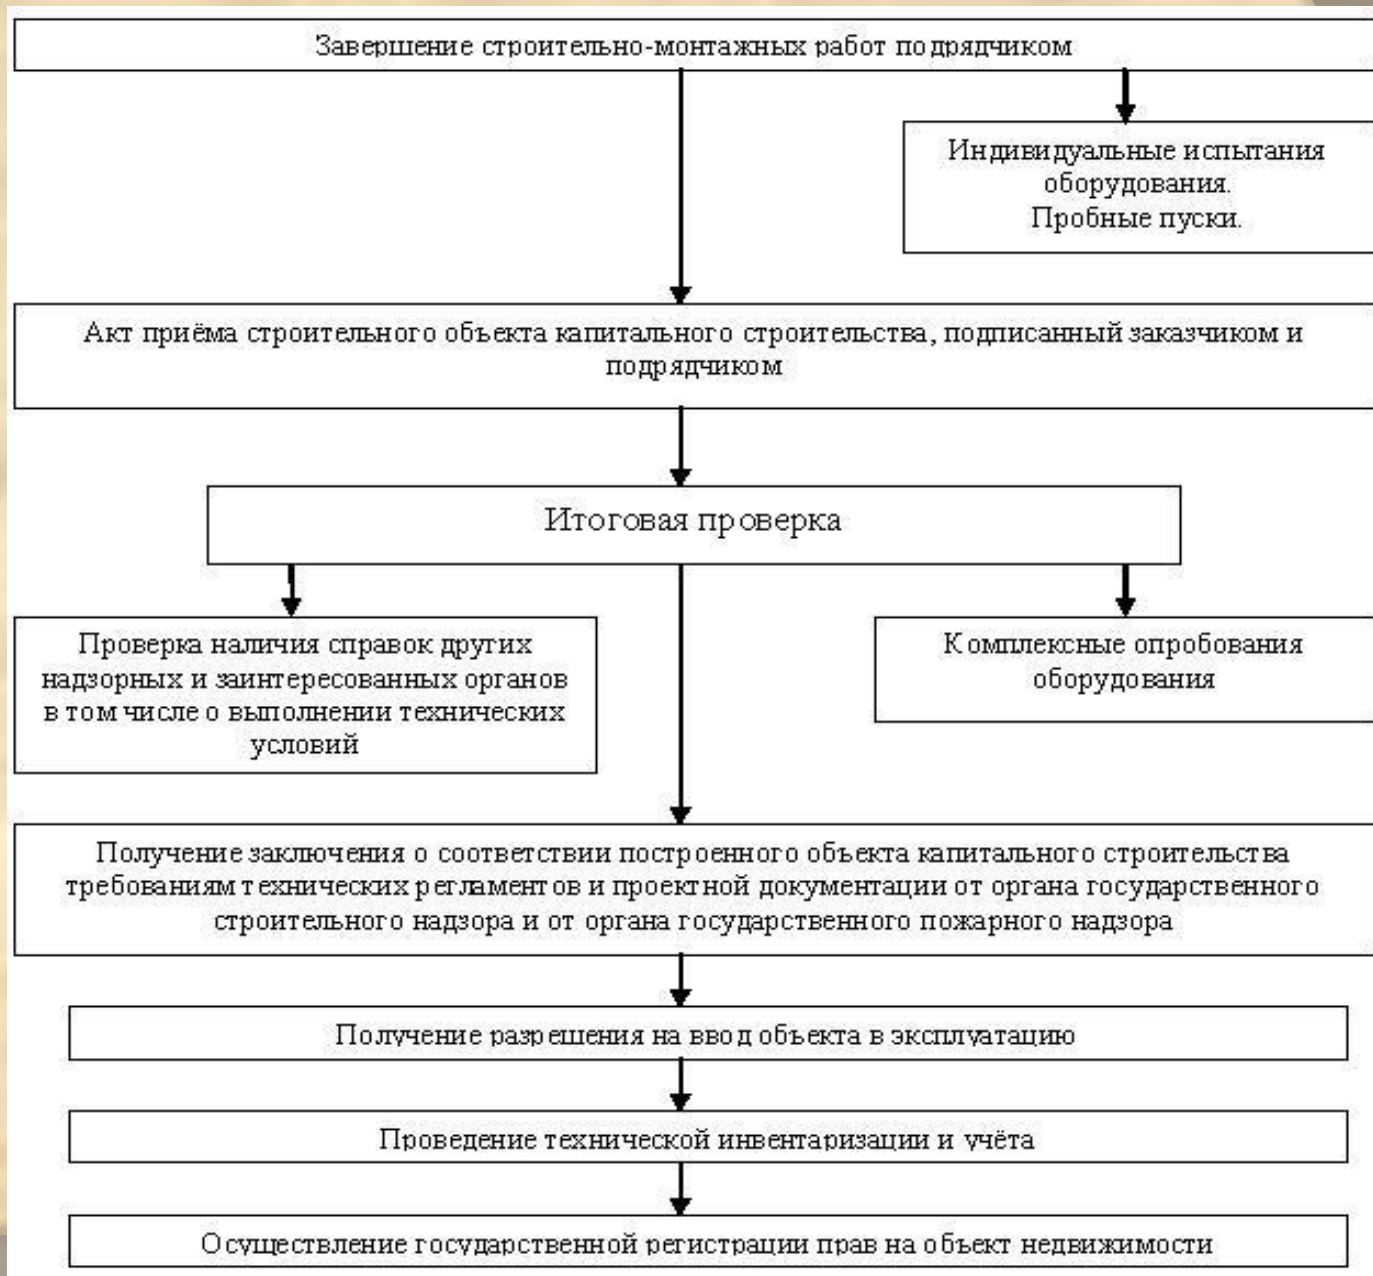 Завершение строительно-монтажных работ подрядчиком
Индивидуальные испытания
оборудования.
Пробные пуски.
Акт приёма строительного объекта капитального строительства, подписанный заказчиком и
подрядчиком
Итоговая проверка
Проверка наличия справок других
надзорных и заинтересованных органов
в том числе о выполнении технических
условий
Комплексные опробования
оборудования
Получение заключения о соответствии построенного объекта капитального строительства
требованиям технических регламентов и проектной документации от органа государственного
строительного надзора и от органа государственного пожарного надзора
Получение разрешения на ввод объекта в эксплуатацию
Проведение технической инвентаризации и учёта
Осуществление государственной регистрации прав на объект недвижимости